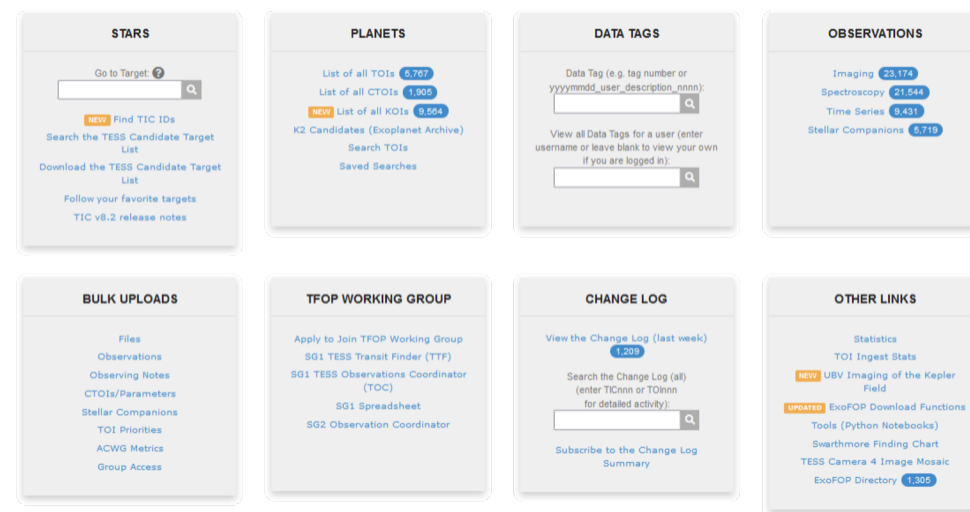 STARS
Go to Target: ?
NEW Find TIC IDs
Search the TESS Candidate Target
List
Download the TESS Candidate Target
List
Follow your favorite targets
TIC v8.2 release notes
PLANETS
List of all TOIs 5,767
List of all CTOIs 1,905
NEW List of all KOIs 9,564
K2 Candidates (Exoplanet Archive)
Search TOIs
Saved Searches
DATA TAGS
Data Tag (e.g. tag number or
yyyymmdd_user_description_nnnn):
View all Data Tags for a user (enter
username or leave blank to view your own
if you are logged in):
OBSERVATIONS
Imaging 23,174
Spectroscopy 21,544
Time Series 9,431
Stellar Companions 5,719
BULK UPLOADS
Files
Observations
Observing Notes
CTOIs/Parameters
Stellar Companions
TOI Priorities
ACWG Metrics
Group Access
TFOP WORKING GROUP
Apply to Join TFOP Working Group
SG1 TESS Transit Finder (TTF)
SG1 TESS Observations Coordinator
(TOC)
SG1 Spreadsheet
SG2 Observation Coordinator
CHANGE LOG
View the Change Log (last week)
1,209
Search the Change Log (all)
(enter TICnnn or TOInnn
for detailed activity):
Subscribe to the Change Log
Summary
OTHER LINKS
Statistics
TOI Ingest Stats
NEW UBV Imaging of the Kepler
Field
UPDATED ExoFOP Download Functions
Tools (Python Notebooks)
Swarthmore Finding Chart
TESS Camera 4 Image Mosaic
ExoFOP Directory 1,305